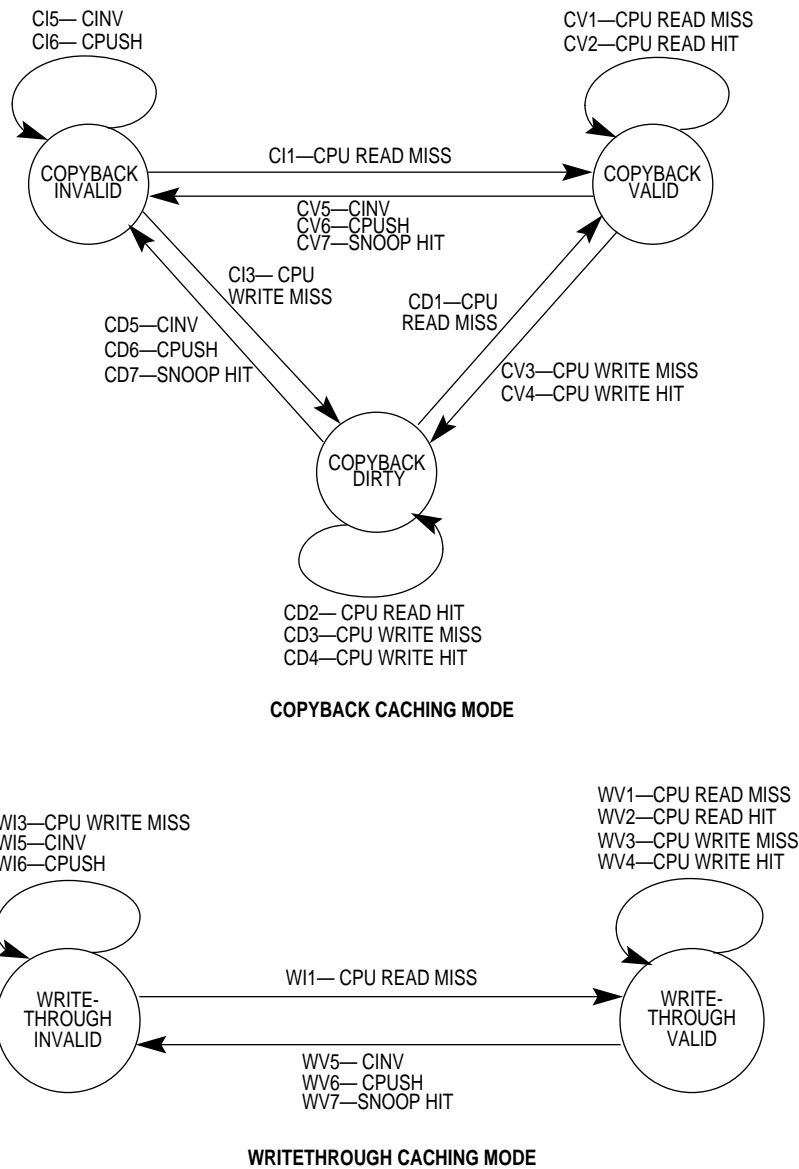 CI5— CINV
CI6— CPUSH
CV1—CPU READ MISS
CV2—CPU READ HIT
CI1—CPU READ MISS
COPYBACK
INVALID
COPYBACK
VALID
CV5—CINV
CV6—CPUSH
CV7—SNOOP HIT
CI3— CPU
WRITE MISS
CD1—CPU
READ MISS
CD5—CINV
CD6—CPUSH
CD7—SNOOP HIT
CV3—CPU WRITE MISS
CV4—CPU WRITE HIT
COPYBACK
DIRTY
CD2— CPU READ HIT
CD3—CPU WRITE MISS
CD4—CPU WRITE HIT
COPYBACK CACHING MODE
WI3—CPU WRITE MISS
WI5—CINV
WI6—CPUSH
WV1—CPU READ MISS
WV2—CPU READ HIT
WV3—CPU WRITE MISS
WV4—CPU WRITE HIT
WI1— CPU READ MISS
WRITE-
THROUGH
INVALID
WRITE-
THROUGH
VALID
WV5— CINV
WV6— CPUSH
WV7—SNOOP HIT
WRITETHROUGH CACHING MODE